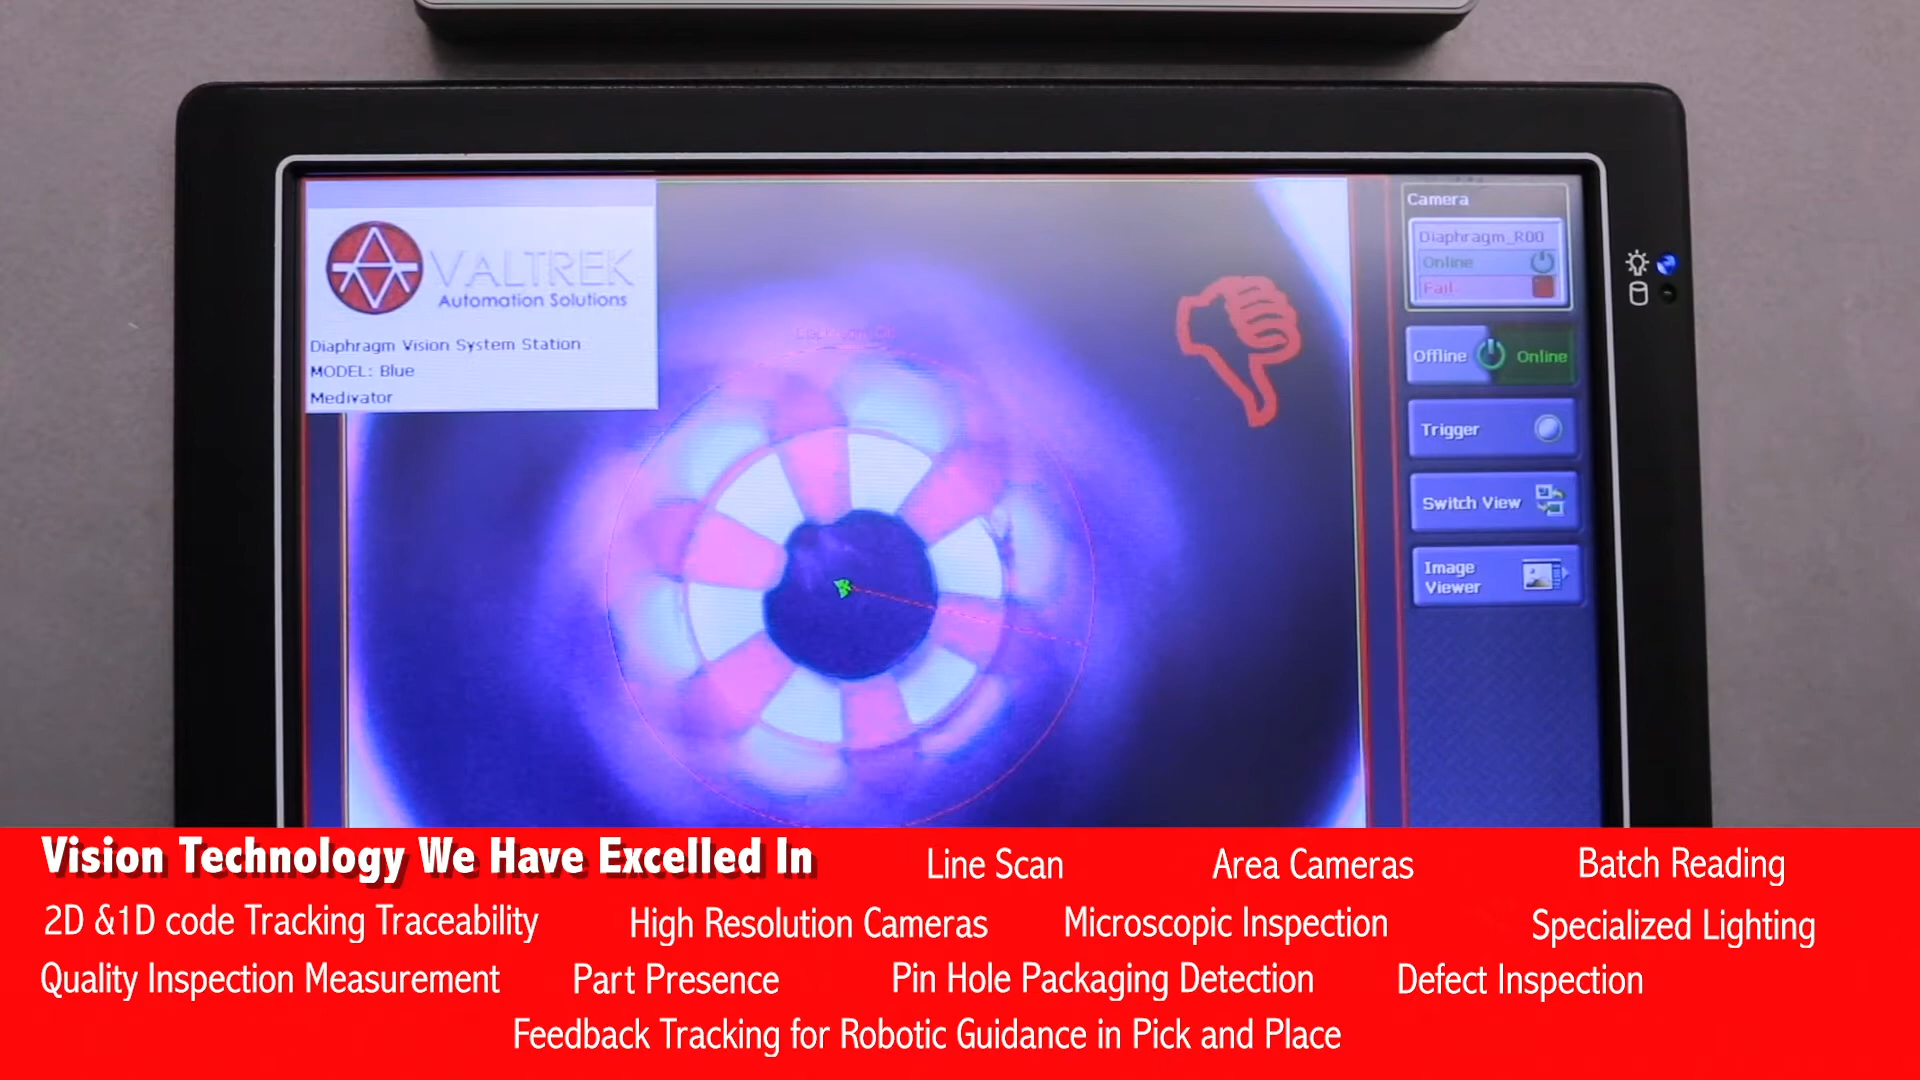 VALTREK
Automation Solutions
Diaphragm Vision System Station
MODEL: Blue
Medivator
Camera
Diaphragm_R00
Online
Fail
Offline Online
Trigger
Switch View
Image
Viewer
Vision Technology We Have Excelled In Line Scan Area Cameras Batch Reading
2D &1D code Tracking Traceability High Resolution Cameras Microscopic Inspection Specialized Lighting
Quality Inspection Measurement Part Presence Pin Hole Packaging Detection Defect Inspection
Feedback Tracking for Robotic Guidance in Pick and Place